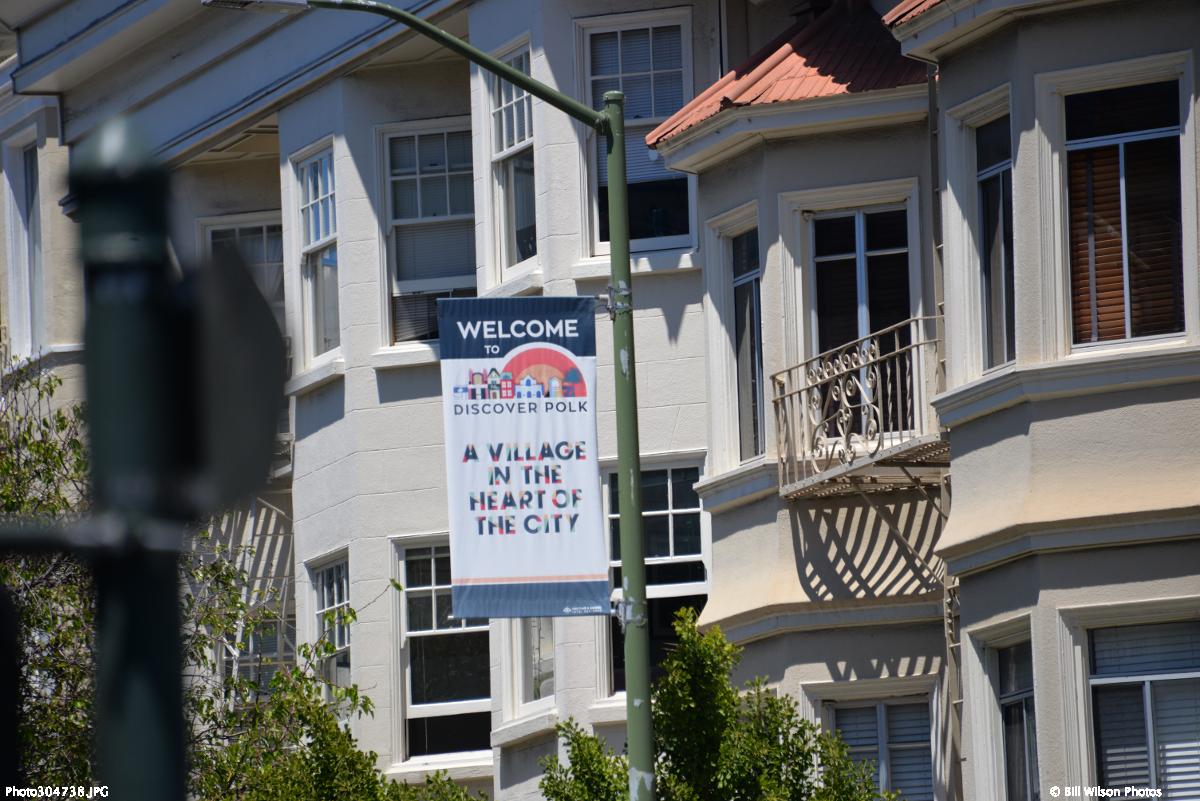 WELCOME
TO
DISCOVER POLK
A VILLAGE
IN THE
HEART OF
THE CITY
Photo304738.JPG
© Bill Wilson Photos